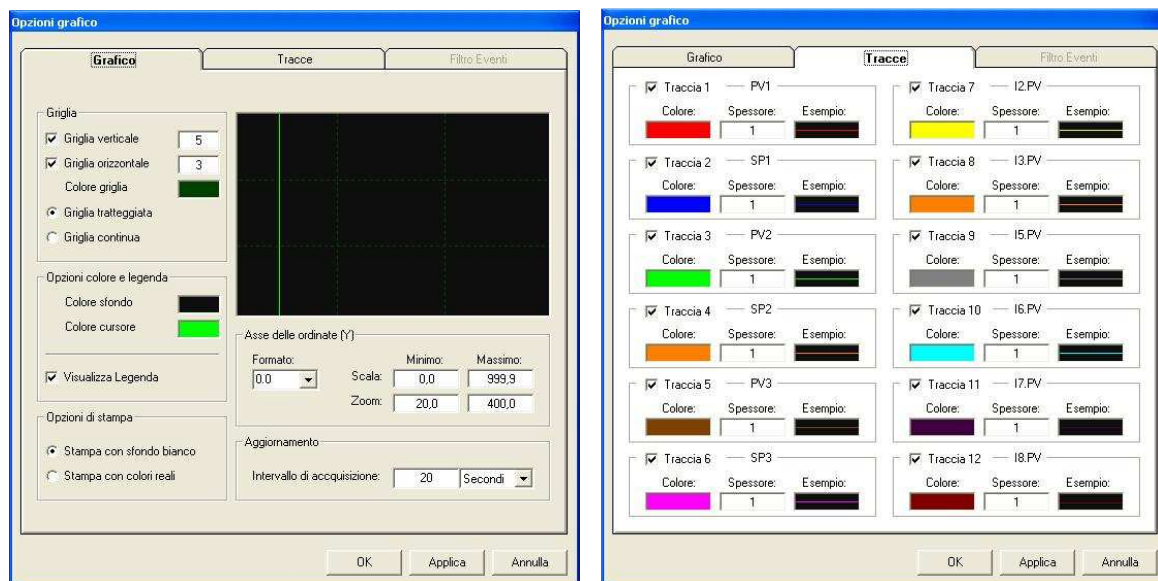 Opzioni grafico
Grafico Tracce Filtro Eventi
Griglia
Griglia verticale 5
Griglia orizzontale 3
Colore griglia
Griglia tratteggiata
Griglia continua
Opzioni colore e legenda
Colore sfondo
Colore cursore
Visualizza Legenda
Opzioni di stampa
Stampa con sfondo bianco
Stampa con colori reali
Asse delle ordinate (Y)
Formato: Minimo: Massimo:
0.0 Scala: 0,0 999,9
Zoom: 20,0 400,0
Aggiornamento
Intervallo di accquisizione: 20 Secondi
OK Applica Annulla
Opzioni grafico
Grafico Tracce Filtro Eventi
Traccia 1 PV1
Colore: Spessore: Esempio:
1
Traccia 2 SP1
Colore: Spessore: Esempio:
1
Traccia 3 PV2
Colore: Spessore: Esempio:
1
Traccia 4 SP2
Colore: Spessore: Esempio:
1
Traccia 5 PV3
Colore: Spessore: Esempio:
1
Traccia 6 SP3
Colore: Spessore: Esempio:
1
Traccia 7 I2.PV
Colore: Spessore: Esempio:
1
Traccia 8 I3.PV
Colore: Spessore: Esempio:
1
Traccia 9 I5.PV
Colore: Spessore: Esempio:
1
Traccia 10 I6.PV
Colore: Spessore: Esempio:
1
Traccia 11 I7.PV
Colore: Spessore: Esempio:
1
Traccia 12 I8.PV
Colore: Spessore: Esempio:
1
OK Applica Annulla